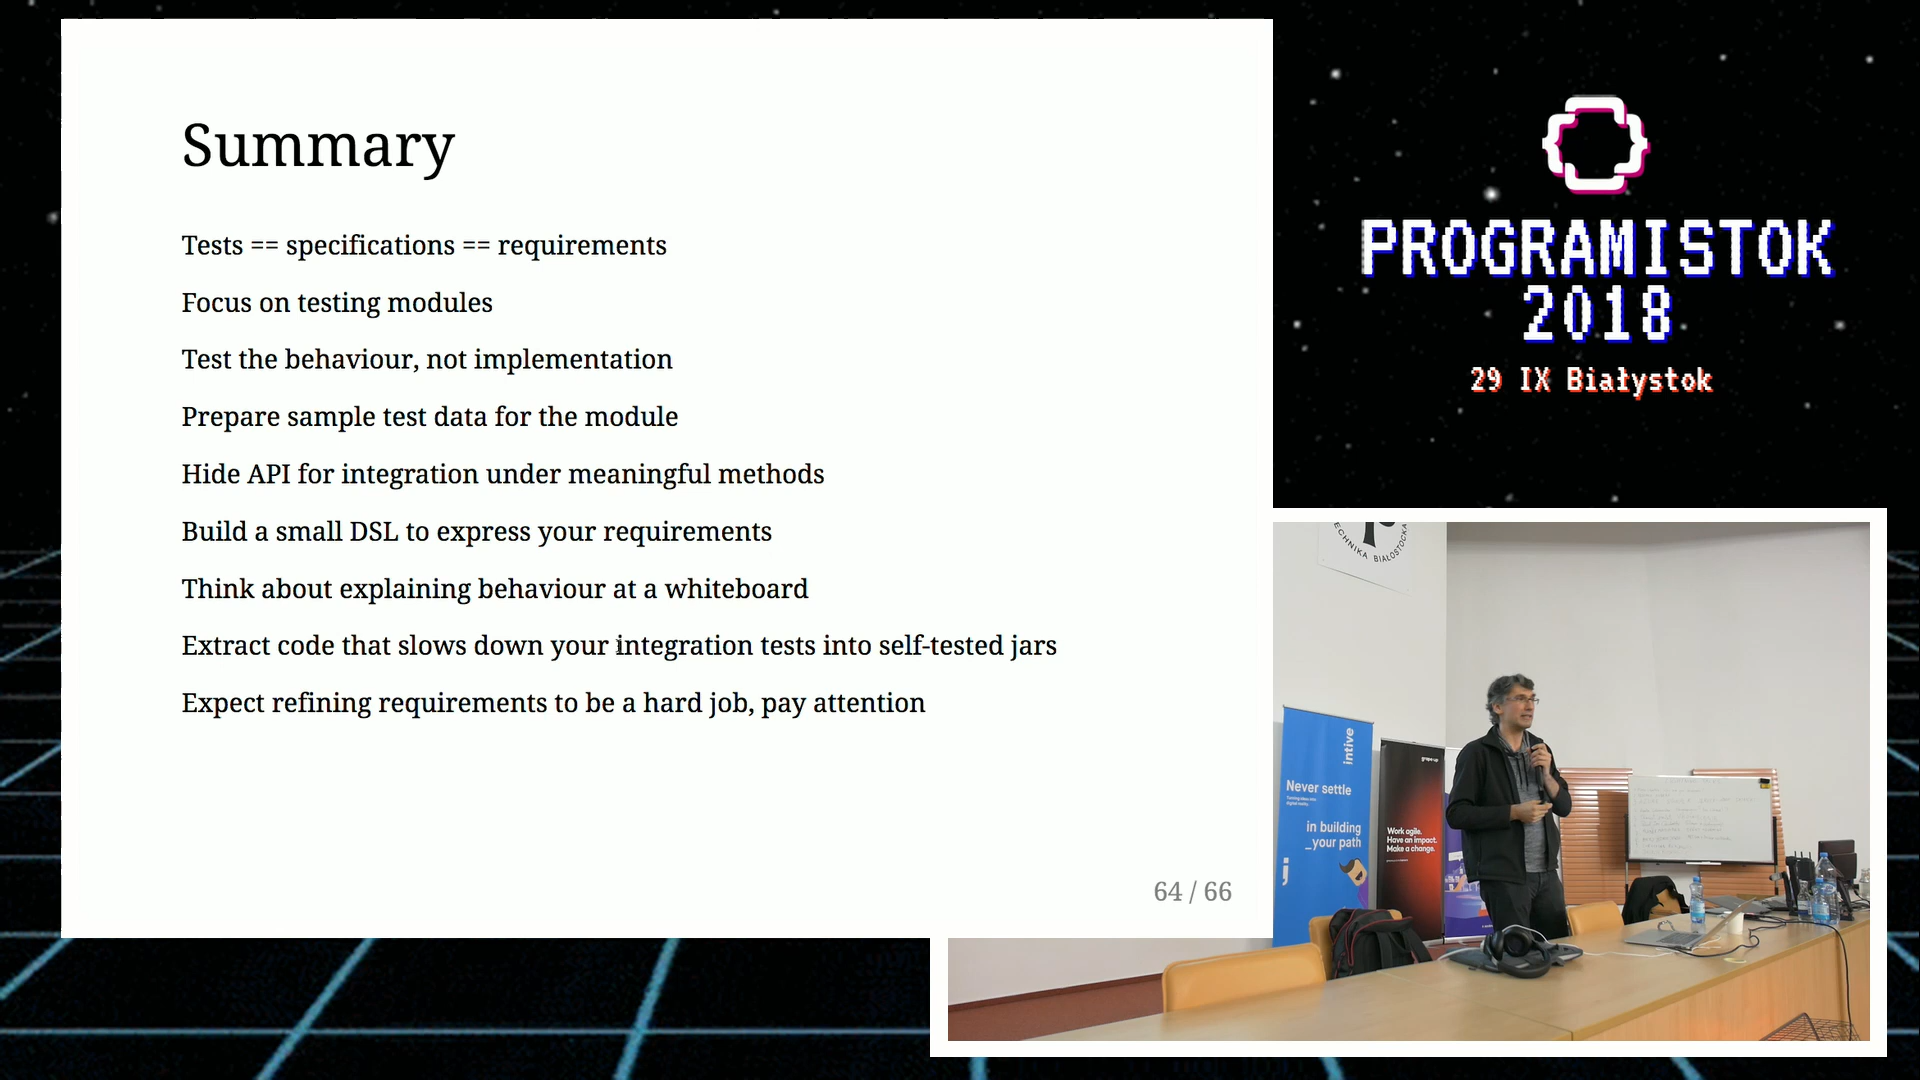 Summary
Tests == specifications == requirements
Focus on testing modules
Test the behaviour, not implementation
Prepare sample test data for the module
Hide API for integration under meaningful methods
Build a small DSL to express your requirements
Think about explaining behaviour at a whiteboard
Extract code that slows down your integration tests into self-tested jars
Expect refining requirements to be a hard job, pay attention
64 / 66
PROGRAMISTOK
2018
29 IX Białystok
ECHNIKA BIAŁOSTOCKA
intive
Never settle
in building
_your path
grape up
Work agile.
Have an impact.
Make a change.